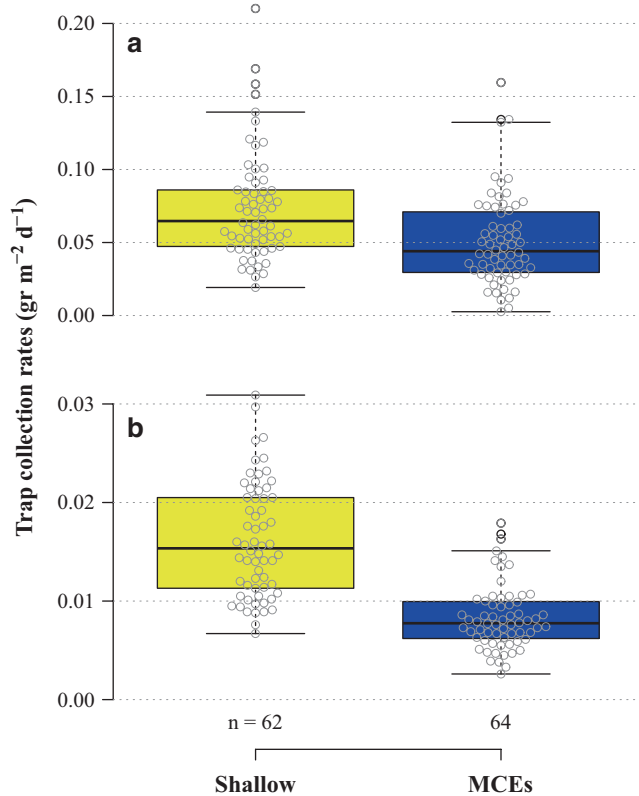 Trap collection rates (gr m⁻² d⁻¹)
a
0.20
0.15
0.10
0.05
0.00
b
0.03
0.02
0.01
0.00
n = 62 64
Shallow MCEs